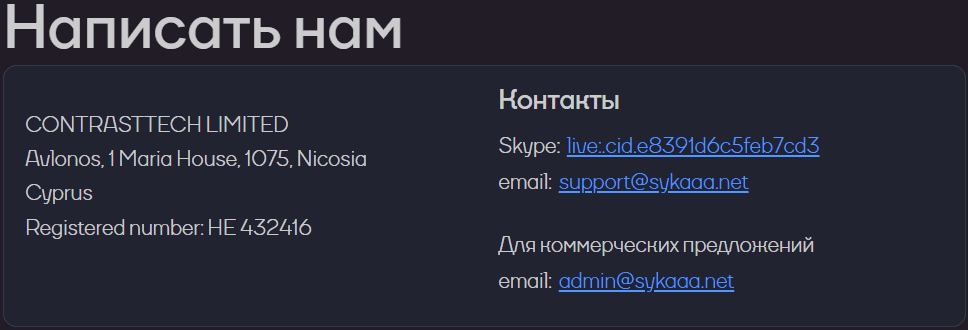 Написать нам
CONTRASTTECH LIMITED
Avlonos, 1 Maria House, 1075, Nicosia
Cyprus
Registered number: HE 432416
Контакты
Skype: live:.cid.e8391d6c5feb7cd3
email: support@sykaaa.net
Для коммерческих предложений
email: admin@sykaaa.net